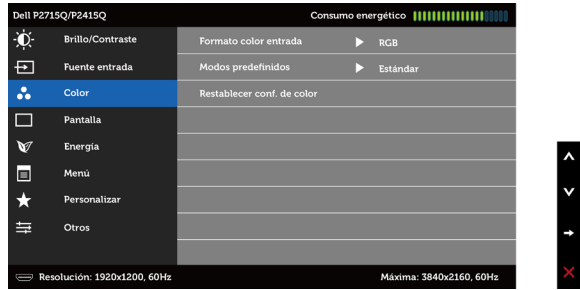 Dell P2715Q/P2415Q Consumo energético
Brillo/Contraste Formato color entrada RGB
Fuente entrada Modos predefinidos Estándar
Color Restablecer conf. de color
Pantalla
Energía
Menú
Personalizar
Otros
Resolución: 1920x1200, 60Hz Máxima: 3840x2160, 60Hz